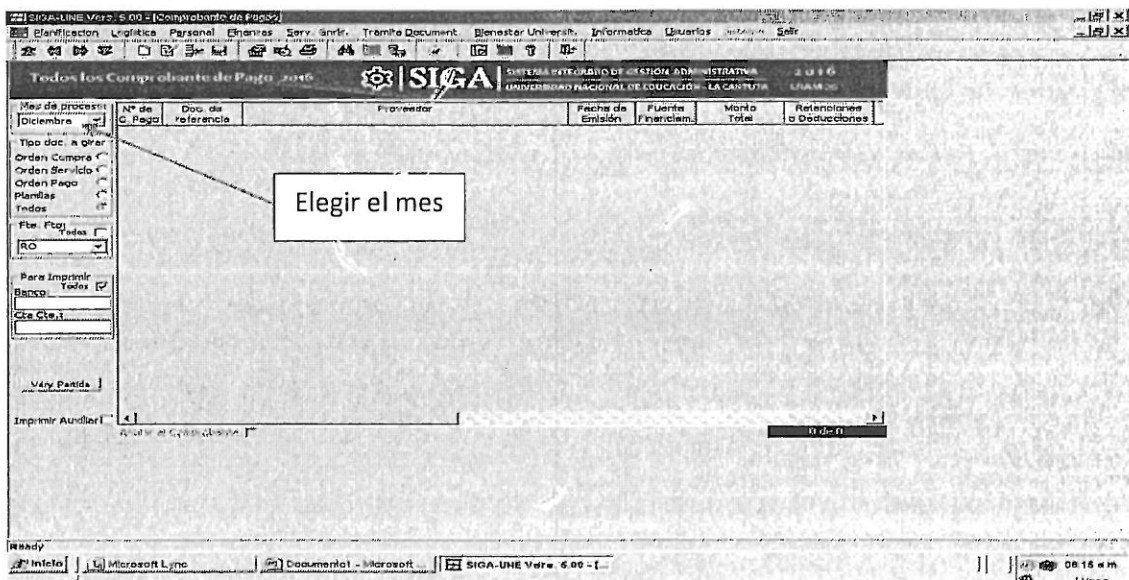 SIGA-UNE Vers. 5.00 - [Comprobante de Pagos]
Planificacion Logistica Personal Finanzas Serv. Gnrls. Tramite Document. Bienestar Universit. Informatica Usuarios Salir
Todos los Comprobante de Pago 2016
SIGA
SISTEMA INTEGRADO DE GESTIÓN ADMINISTRATIVA
UNIVERSIDAD NACIONAL DE EDUCACIÓN - LA CANTUTA
2016
Mes de proceso
Diciembre
N° de C. Pago
Doc. de referencia
Proveedor
Fecha de Emisión
Fuente Financiam.
Monto Total
Retenciones o Deducciones
Tipo doc. a girar
Orden Compra
Orden Servicio
Orden Pago
Planillas
Todos
Elegir el mes
Fte. Fto.
Todos
RO
Para Imprimir
Todos
Banco
Cta Cte.
Partida
Imprimir Auxiliar
0 de 0
Ready
Inicio
Microsoft Lync
Documento1 - Microsoft ...
SIGA-UNE Vers. 5.00 - [...
08:15 a m